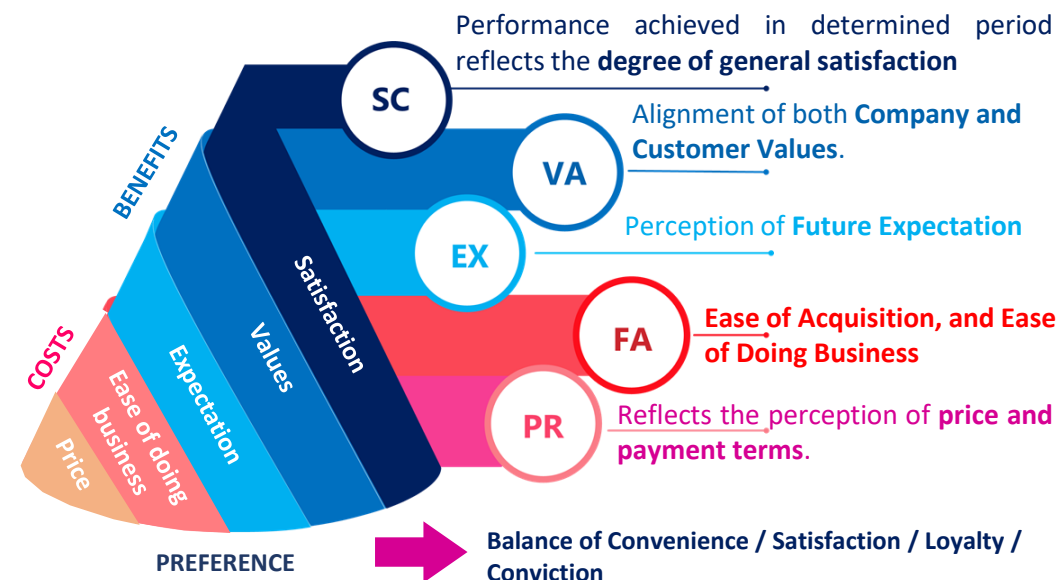 Performance achieved in determined period
reflects the degree of general satisfaction
SC
Alignment of both Company and
Customer Values.
VA
BENEFITS
Perception of Future Expectation
EX
Satisfaction
Ease of Acquisition, and Ease
of Doing Business
FA
COSTS
Values
Expectation
Ease of doing
business
Price
Reflects the perception of price and
payment terms.
PR
PREFERENCE
Balance of Convenience / Satisfaction / Loyalty /
Conviction